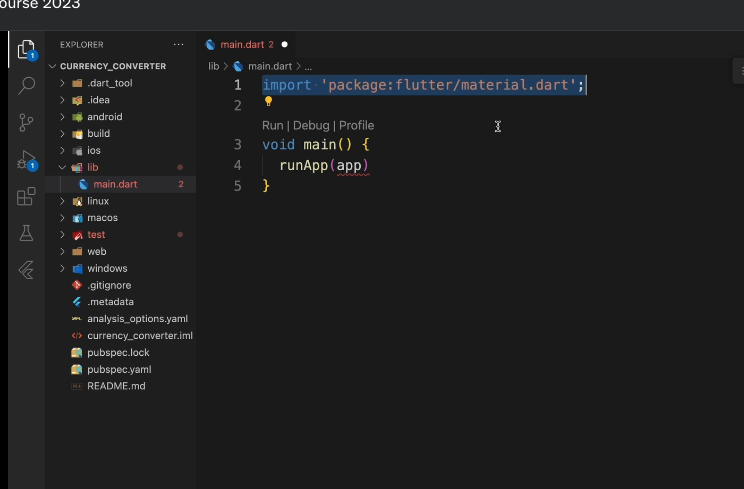 ourse 2023
EXPLORER
main.dart 2
CURRENCY_CONVERTER
lib > main.dart > ...
.dart_tool
.idea
android
build
ios
lib
main.dart 2
linux
macos
test
web
windows
.gitignore
.metadata
analysis_options.yaml
currency_converter.iml
pubspec.lock
pubspec.yaml
README.md
1 import 'package:flutter/material.dart';
2
Run | Debug | Profile
3 void main() {
4 runApp(app)
5 }
1
1